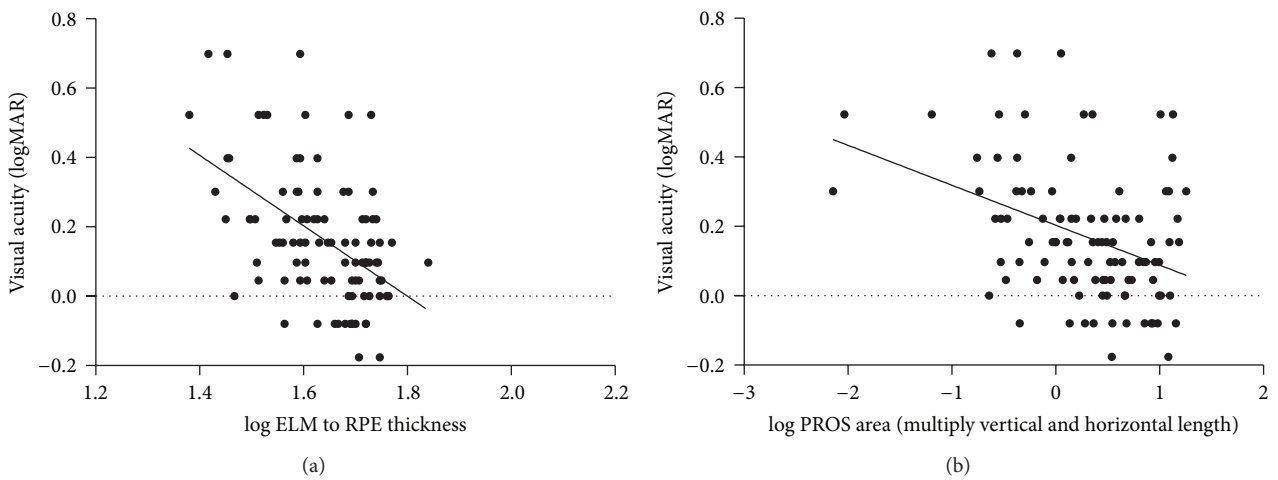 0.8
0.6
0.4
0.2
0.0
−0.2
Visual acuity (logMAR)
1.2 1.4 1.6 1.8 2.0 2.2
log ELM to RPE thickness
(a)
0.8
0.6
0.4
0.2
0.0
−0.2
Visual acuity (logMAR)
−3 −2 −1 0 1 2
log PROS area (multiply vertical and horizontal length)
(b)